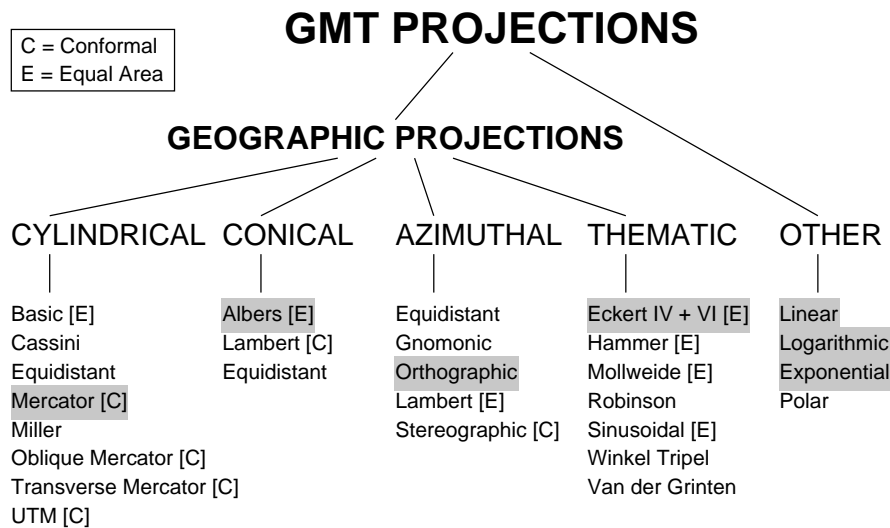 GMT PROJECTIONS
C = Conformal
E = Equal Area
GEOGRAPHIC PROJECTIONS
CYLINDRICAL
Basic [E]
Cassini
Equidistant
Mercator [C]
Miller
Oblique Mercator [C]
Transverse Mercator [C]
UTM [C]
CONICAL
Albers [E]
Lambert [C]
Equidistant
AZIMUTHAL
Equidistant
Gnomonic
Orthographic
Lambert [E]
Stereographic [C]
THEMATIC
Eckert IV + VI [E]
Hammer [E]
Mollweide [E]
Robinson
Sinusoidal [E]
Winkel Tripel
Van der Grinten
OTHER
Linear
Logarithmic
Exponential
Polar